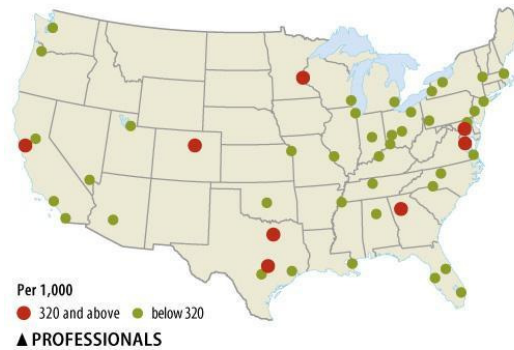 Per 1,000
320 and above below 320
▲ PROFESSIONALS